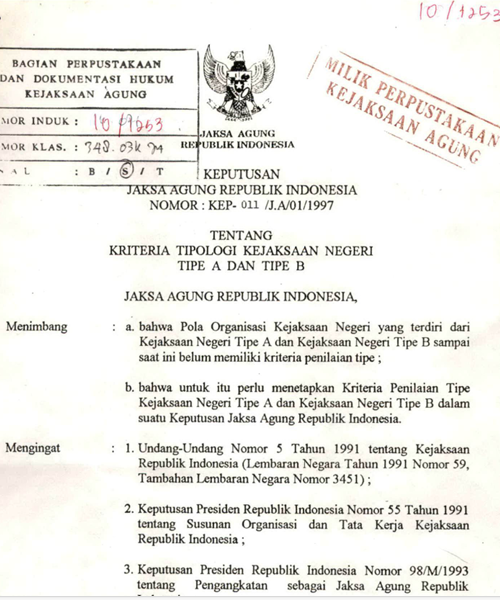 10/1253
BAGIAN PERPUSTAKAAN
DAN DOKUMENTASI HUKUM
KEJAKSAAN AGUNG
MOR INDUK : 10/1253
MOR KLAS. : 348.03K
A L : B / S / T
MILIK PERPUSTAKAAN
KEJAKSAAN AGUNG
JAKSA AGUNG
REPUBLIK INDONESIA
KEPUTUSAN
JAKSA AGUNG REPUBLIK INDONESIA
NOMOR : KEP- 011 /J.A/01/1997
TENTANG
KRITERIA TIPOLOGI KEJAKSAAN NEGERI
TIPE A DAN TIPE B
JAKSA AGUNG REPUBLIK INDONESIA,
Menimbang : a. bahwa Pola Organisasi Kejaksaan Negeri yang terdiri dari
Kejaksaan Negeri Tipe A dan Kejaksaan Negeri Tipe B sampai
saat ini belum memiliki kriteria penilaian tipe ;
b. bahwa untuk itu perlu menetapkan Kriteria Penilaian Tipe
Kejaksaan Negeri Tipe A dan Kejaksaan Negeri Tipe B dalam
suatu Keputusan Jaksa Agung Republik Indonesia.
Mengingat : 1. Undang-Undang Nomor 5 Tahun 1991 tentang Kejaksaan
Republik Indonesia (Lembaran Negara Tahun 1991 Nomor 59,
Tambahan Lembaran Negara Nomor 3451) ;
2. Keputusan Presiden Republik Indonesia Nomor 55 Tahun 1991
tentang Susunan Organisasi dan Tata Kerja Kejaksaan
Republik Indonesia ;
3. Keputusan Presiden Republik Indonesia Nomor 98/M/1993
tentang Pengangkatan sebagai Jaksa Agung Republik